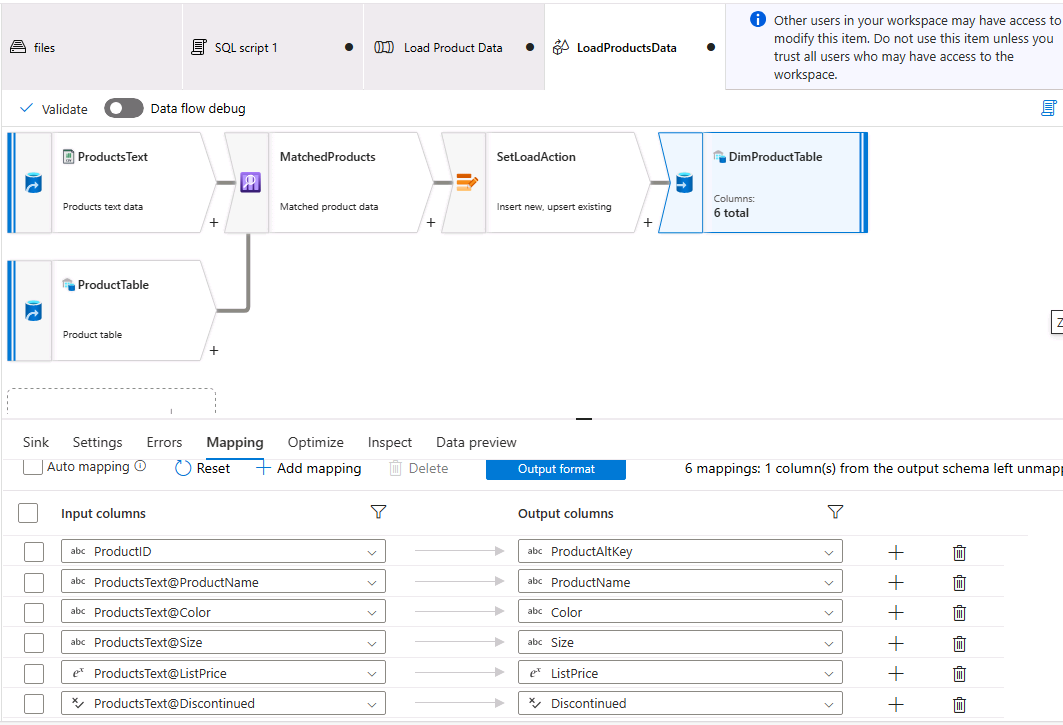 files
SQL script 1
Load Product Data
LoadProductsData
Other users in your workspace may have access to
modify this item. Do not use this item unless you
trust all users who may have access to the
workspace.
Validate
Data flow debug
ProductsText
Products text data
+
MatchedProducts
Matched product data
+
SetLoadAction
Insert new, upsert existing
+
DimProductTable
Columns:
6 total
ProductTable
Product table
+
Z
Sink
Settings
Errors
Mapping
Optimize
Inspect
Data preview
Auto mapping
Reset
Add mapping
Delete
Output format
6 mappings: 1 column(s) from the output schema left unmapp
Input columns
Output columns
abc ProductID
abc ProductAltKey
abc ProductsText@ProductName
abc ProductName
abc ProductsText@Color
abc Color
abc ProductsText@Size
abc Size
eˣ ProductsText@ListPrice
eˣ ListPrice
ProductsText@Discontinued
Discontinued